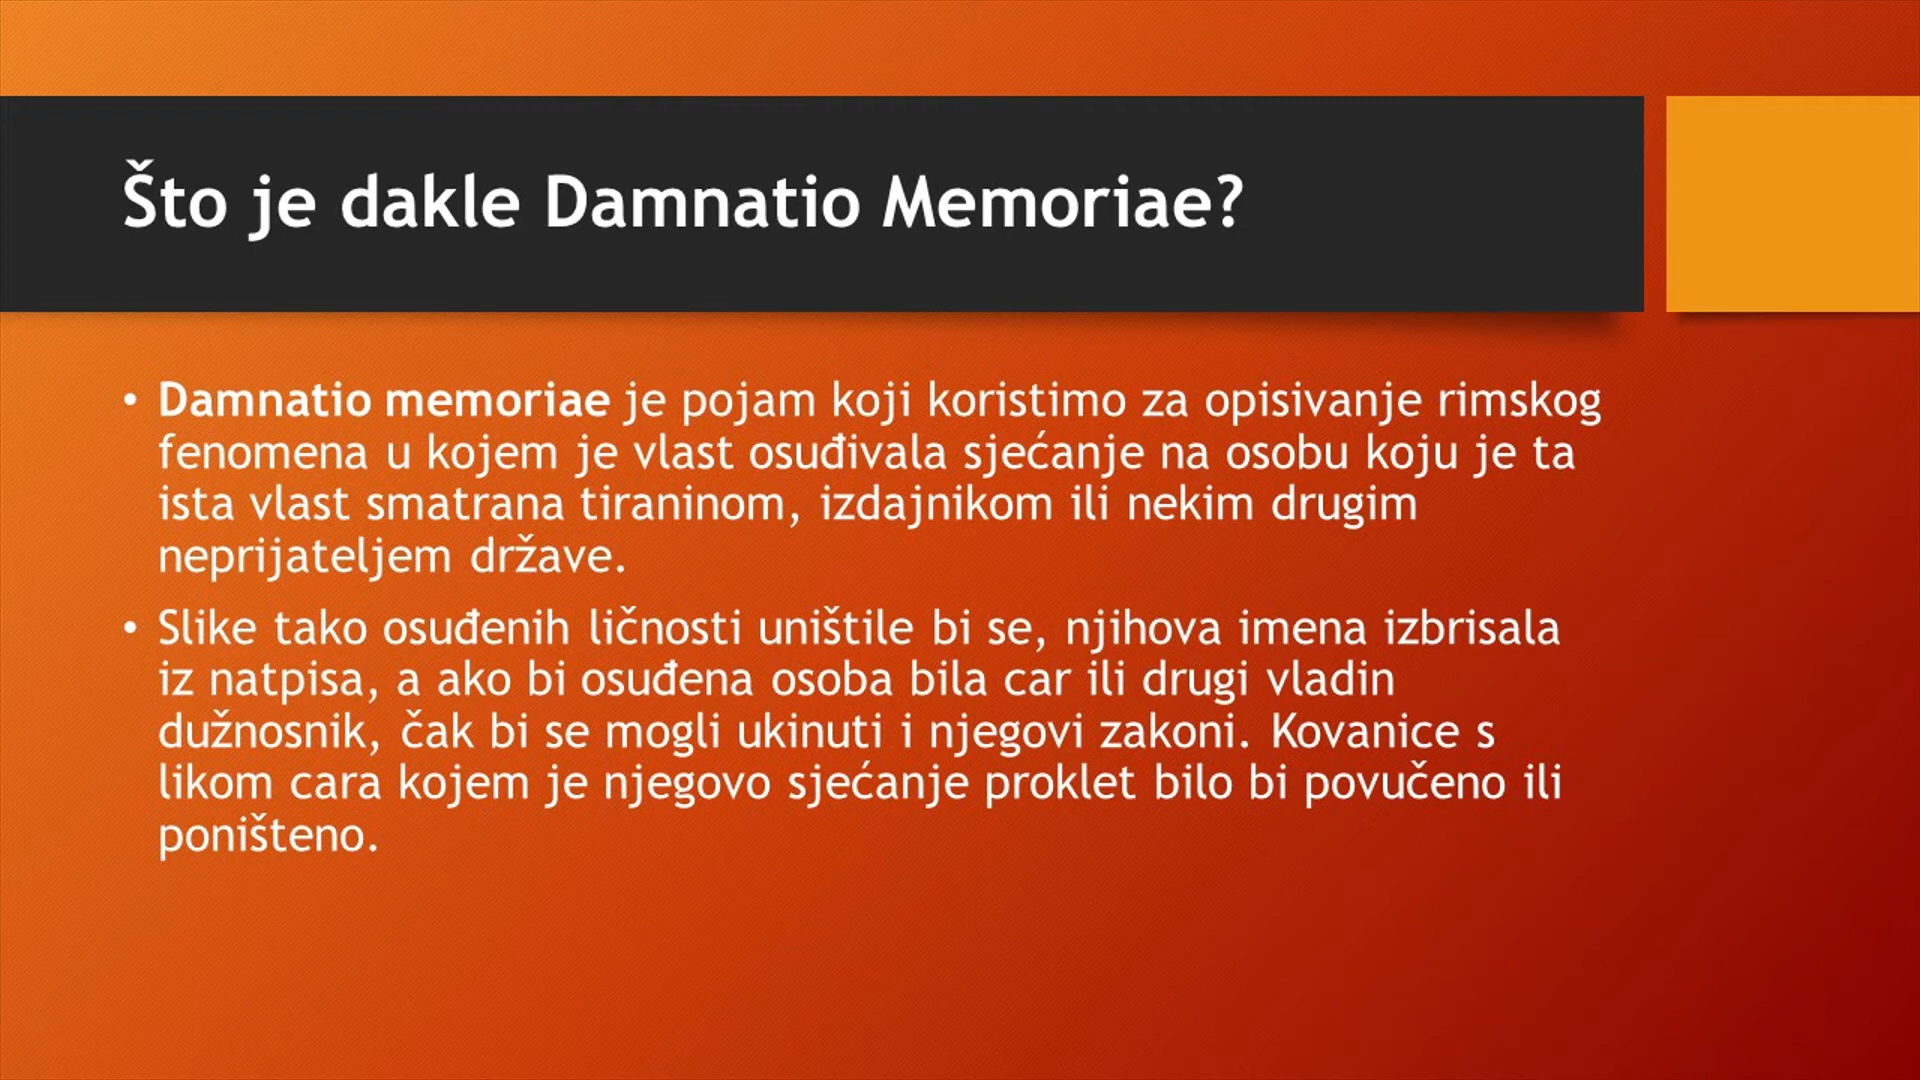 Što je dakle Damnatio Memoriae?
• Damnatio memoriae je pojam koji koristimo za opisivanje rimskog
fenomena u kojem je vlast osuđivala sjećanje na osobu koju je ta
ista vlast smatrana tiraninom, izdajnikom ili nekim drugim
neprijateljem države.
• Slike tako osuđenih ličnosti uništile bi se, njihova imena izbrisala
iz natpisa, a ako bi osuđena osoba bila car ili drugi vladin
dužnosnik, čak bi se mogli ukinuti i njegovi zakoni. Kovanice s
likom cara kojem je njegovo sjećanje proklet bilo bi povučeno ili
poništeno.